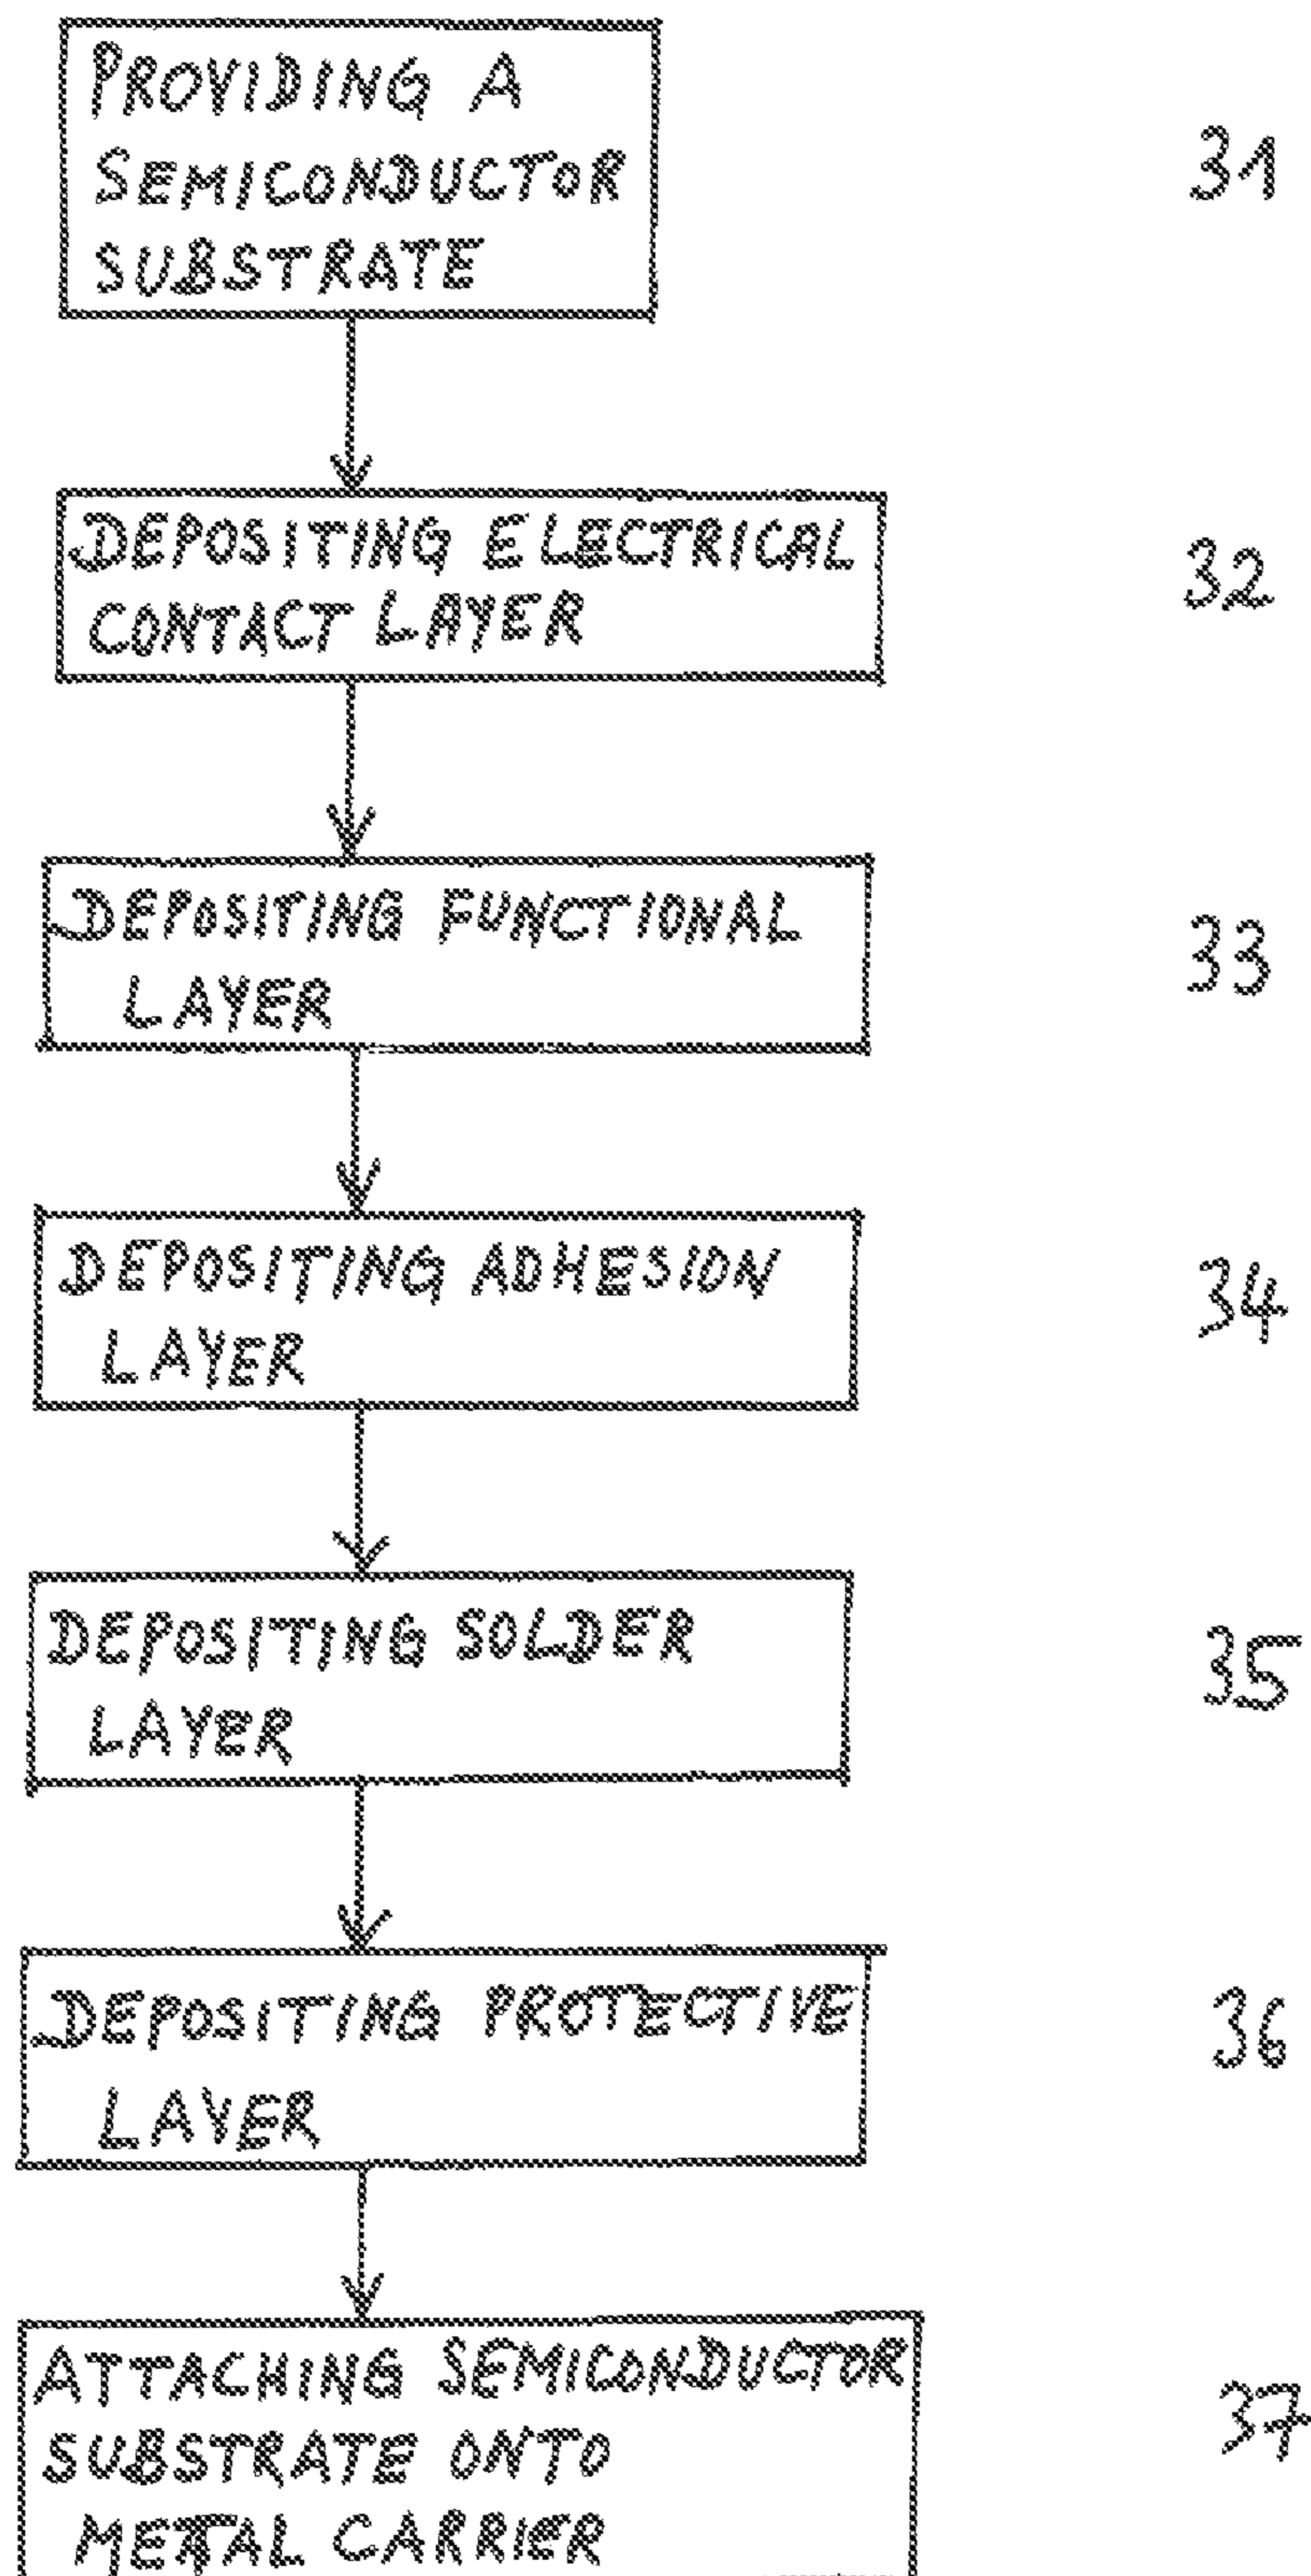 PROVIDING A
SEMICONDUCTOR
SUBSTRATE
31
DEPOSITING ELECTRICAL
CONTACT LAYER
32
DEPOSITING FUNCTIONAL
LAYER
33
DEPOSITING ADHESION
LAYER
34
DEPOSITING SOLDER
LAYER
35
DEPOSITING PROTECTIVE
LAYER
36
ATTACHING SEMICONDUCTOR
SUBSTRATE ONTO
METAL CARRIER
37